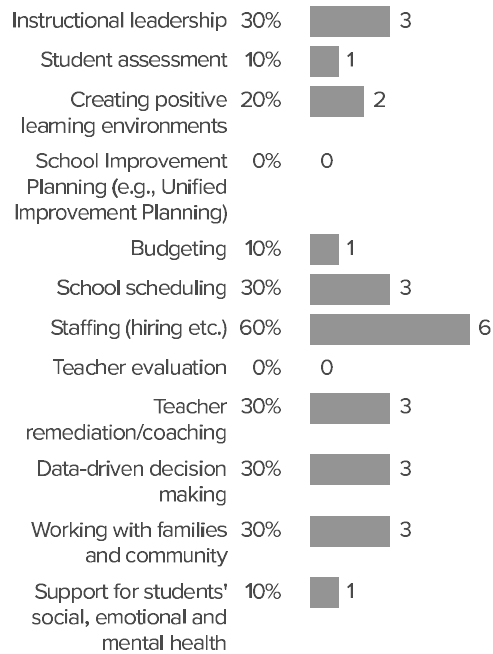 Instructional leadership 30% 3
Student assessment 10% 1
Creating positive 20% 2
learning environments
School Improvement 0% 0
Planning (e.g., Unified
Improvement Planning)
Budgeting 10% 1
School scheduling 30% 3
Staffing (hiring etc.) 60% 6
Teacher evaluation 0% 0
Teacher 30% 3
remediation/coaching
Data-driven decision 30% 3
making
Working with families 30% 3
and community
Support for students' 10% 1
social, emotional and
mental health